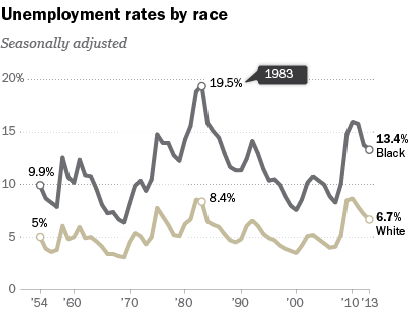 Unemployment rates by race
Seasonally adjusted
20%
19.5%
1983
15
13.4%
Black
9.9%
10
8.4%
6.7%
White
5%
5
0
'54 '60 '70 '80 '90 '00 '10 '13